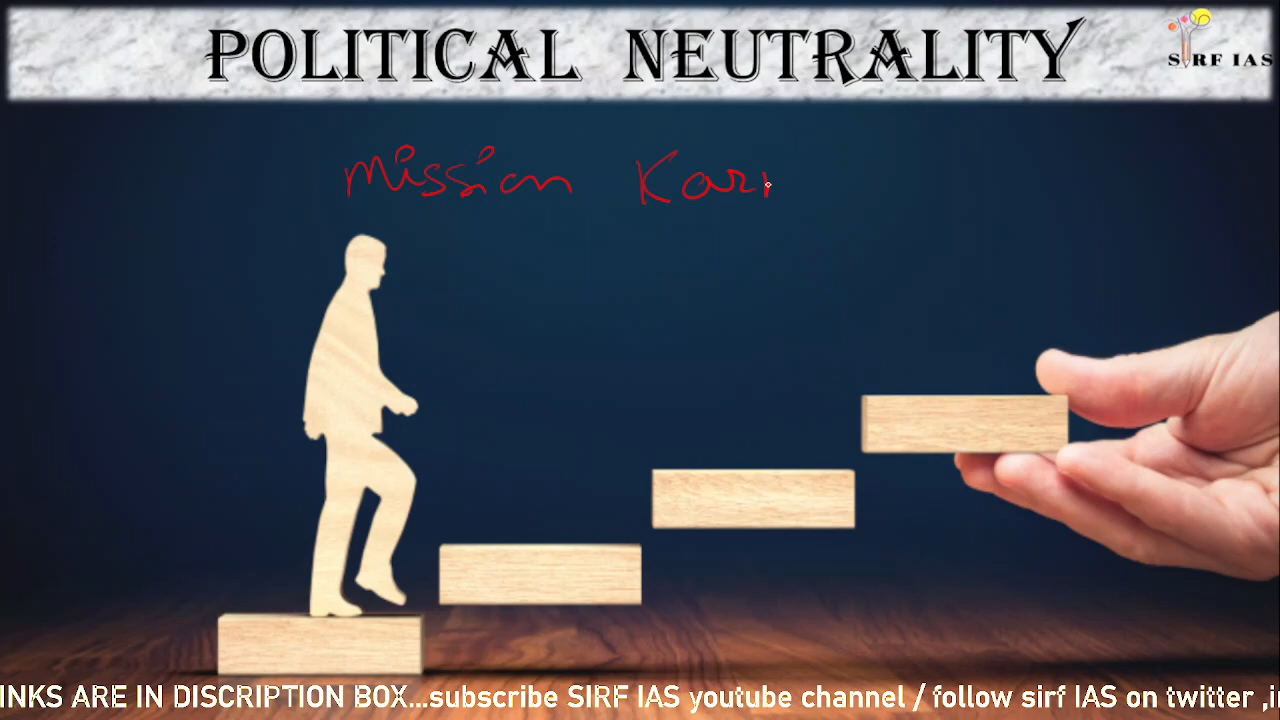 POLITICAL NEUTRALITY
SIRF IAS
Mission Kar
INKS ARE IN DISCRIPTION BOX...subscribe SIRF IAS youtube channel / follow sirf IAS on twitter ,i